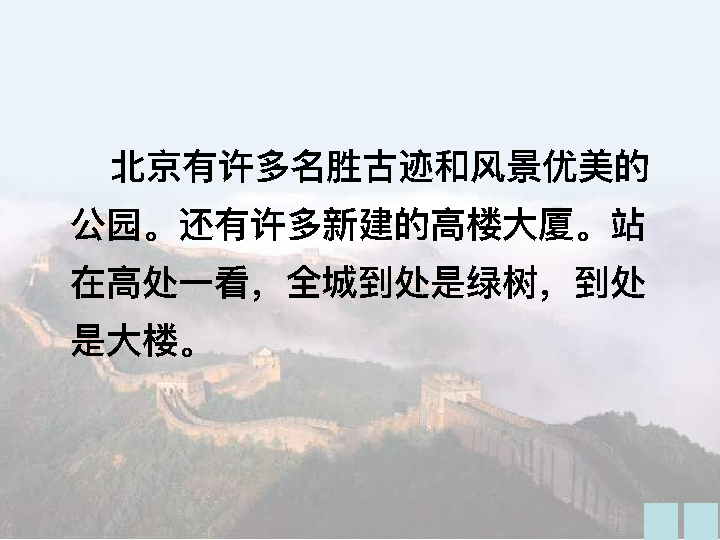 北京有许多名胜古迹和风景优美的
公园。还有许多新建的高楼大厦。站
在高处一看，全城到处是绿树，到处
是大楼。